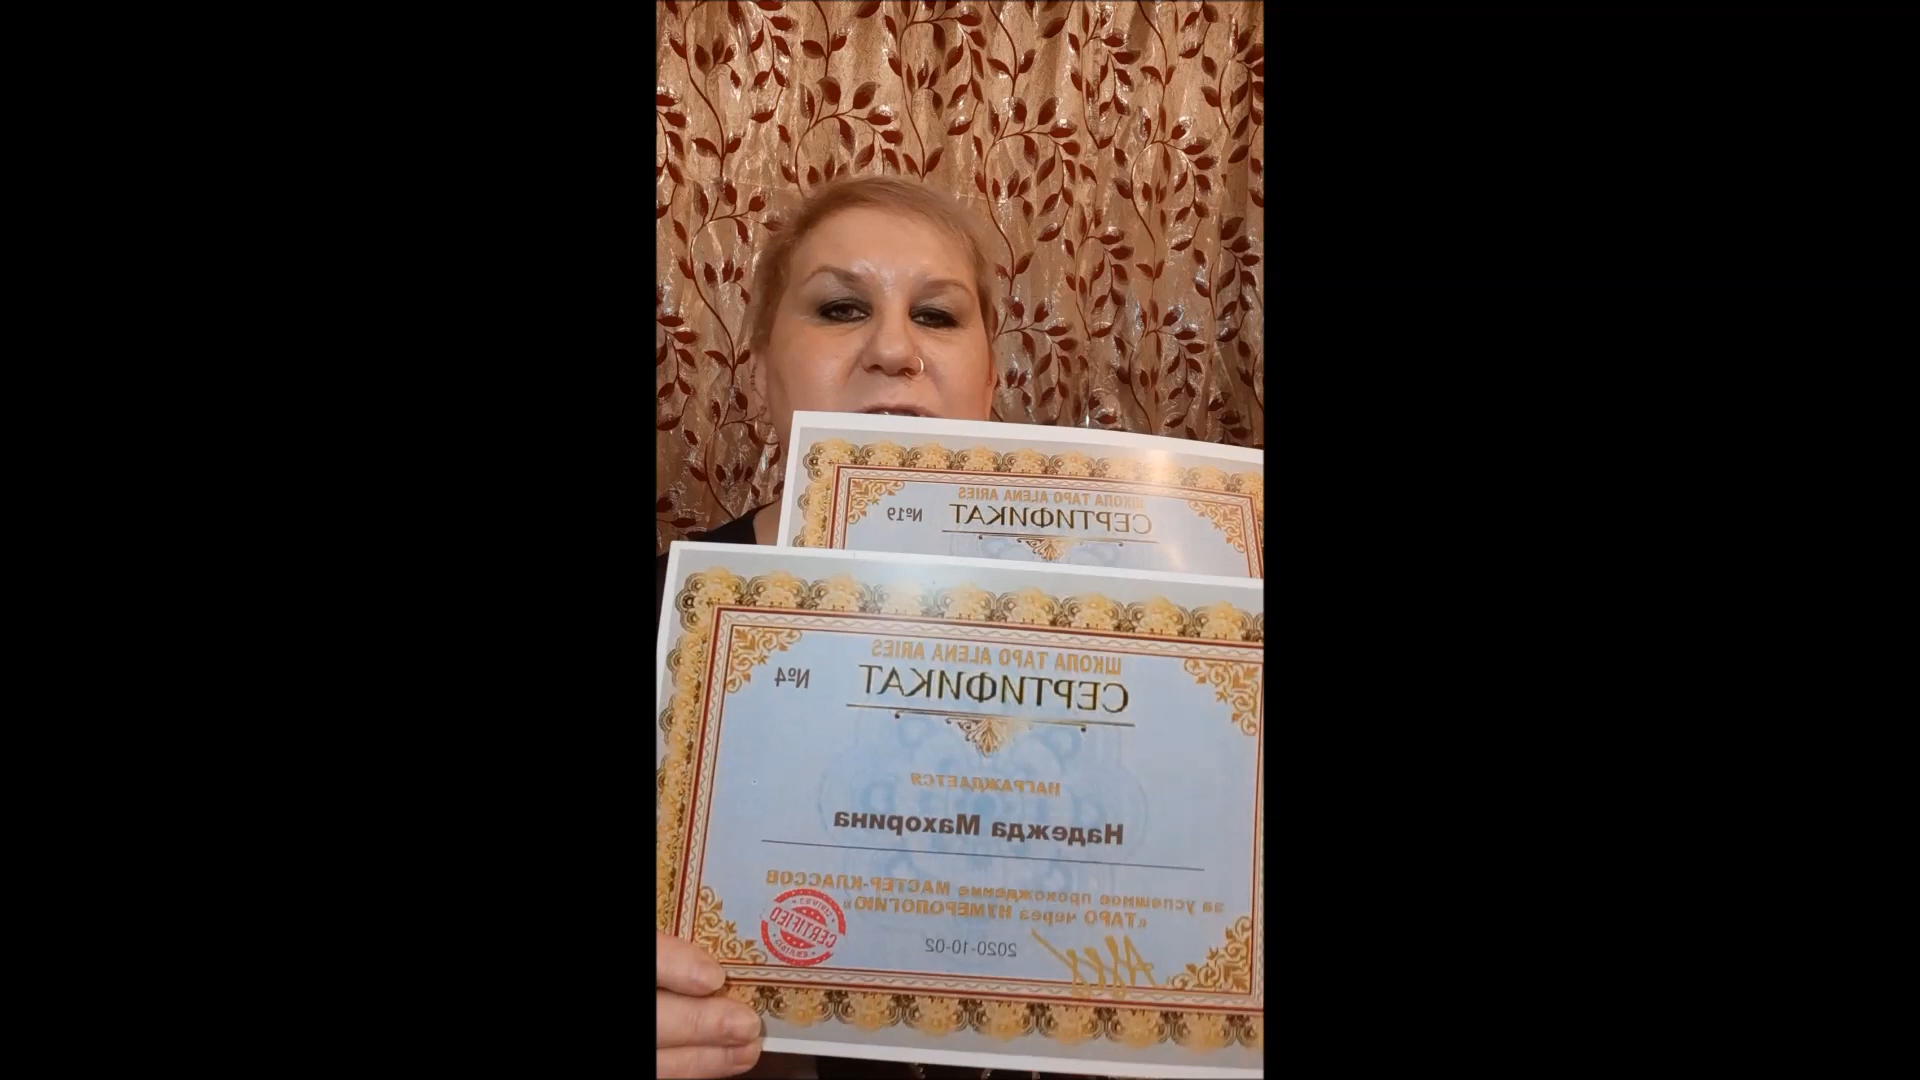 ШКОЛА ТАРО ALENA ARIES
СЕРТИФИКАТ
№19
ШКОЛА ТАРО ALENA ARIES
СЕРТИФИКАТ
№4
НАГРАЖДАЕТСЯ
Надежда Махорина
за успешное прохождение МАСТЕР-КЛАССОВ
«ТАРО через НУМЕРОЛОГИЮ»
2020-10-02
CERTIFIED